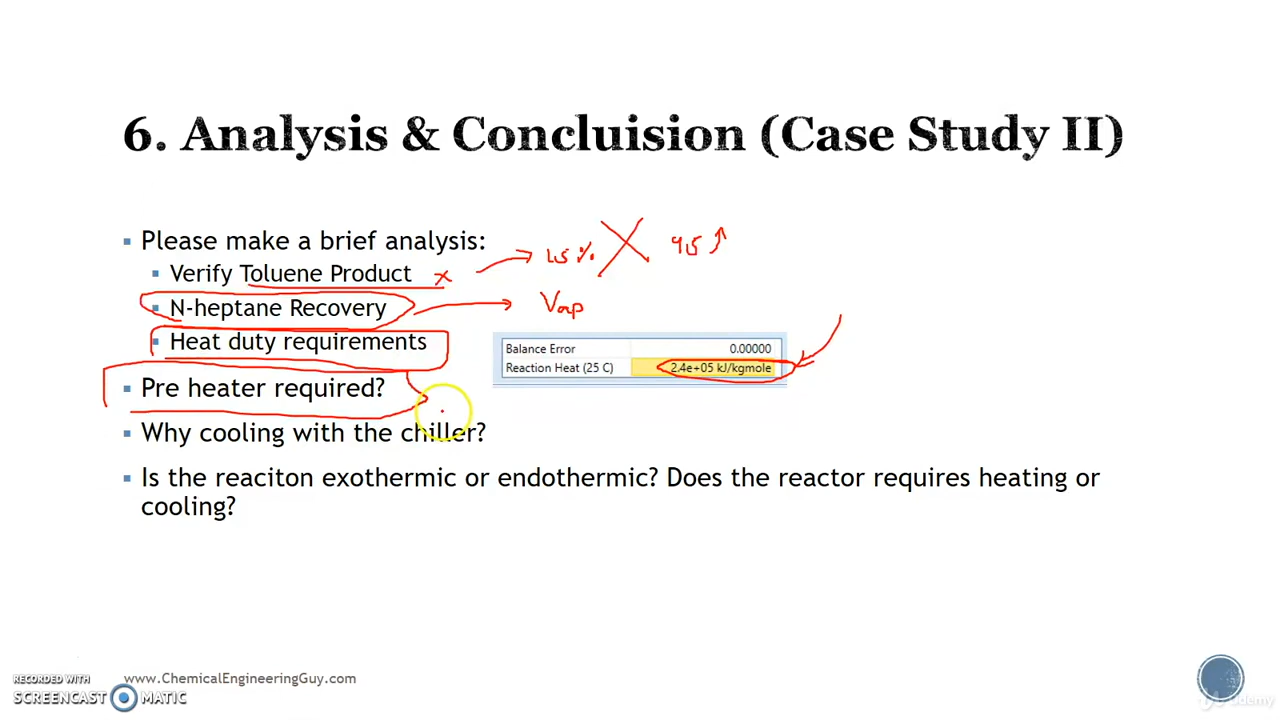 6. Analysis & Concluision (Case Study II)
Please make a brief analysis:
Verify Toluene Product x
N-heptane Recovery
Heat duty requirements
Vap
Balance Error 0.00000
Reaction Heat (25 C) 2.4e+05 kJ/kgmole
Pre heater required?
Why cooling with the chiller?
Is the reaciton exothermic or endothermic? Does the reactor requires heating or
cooling?
RECORDED WITH
SCREENCAST MATIC
www.ChemicalEngineeringGuy.com
Udemy